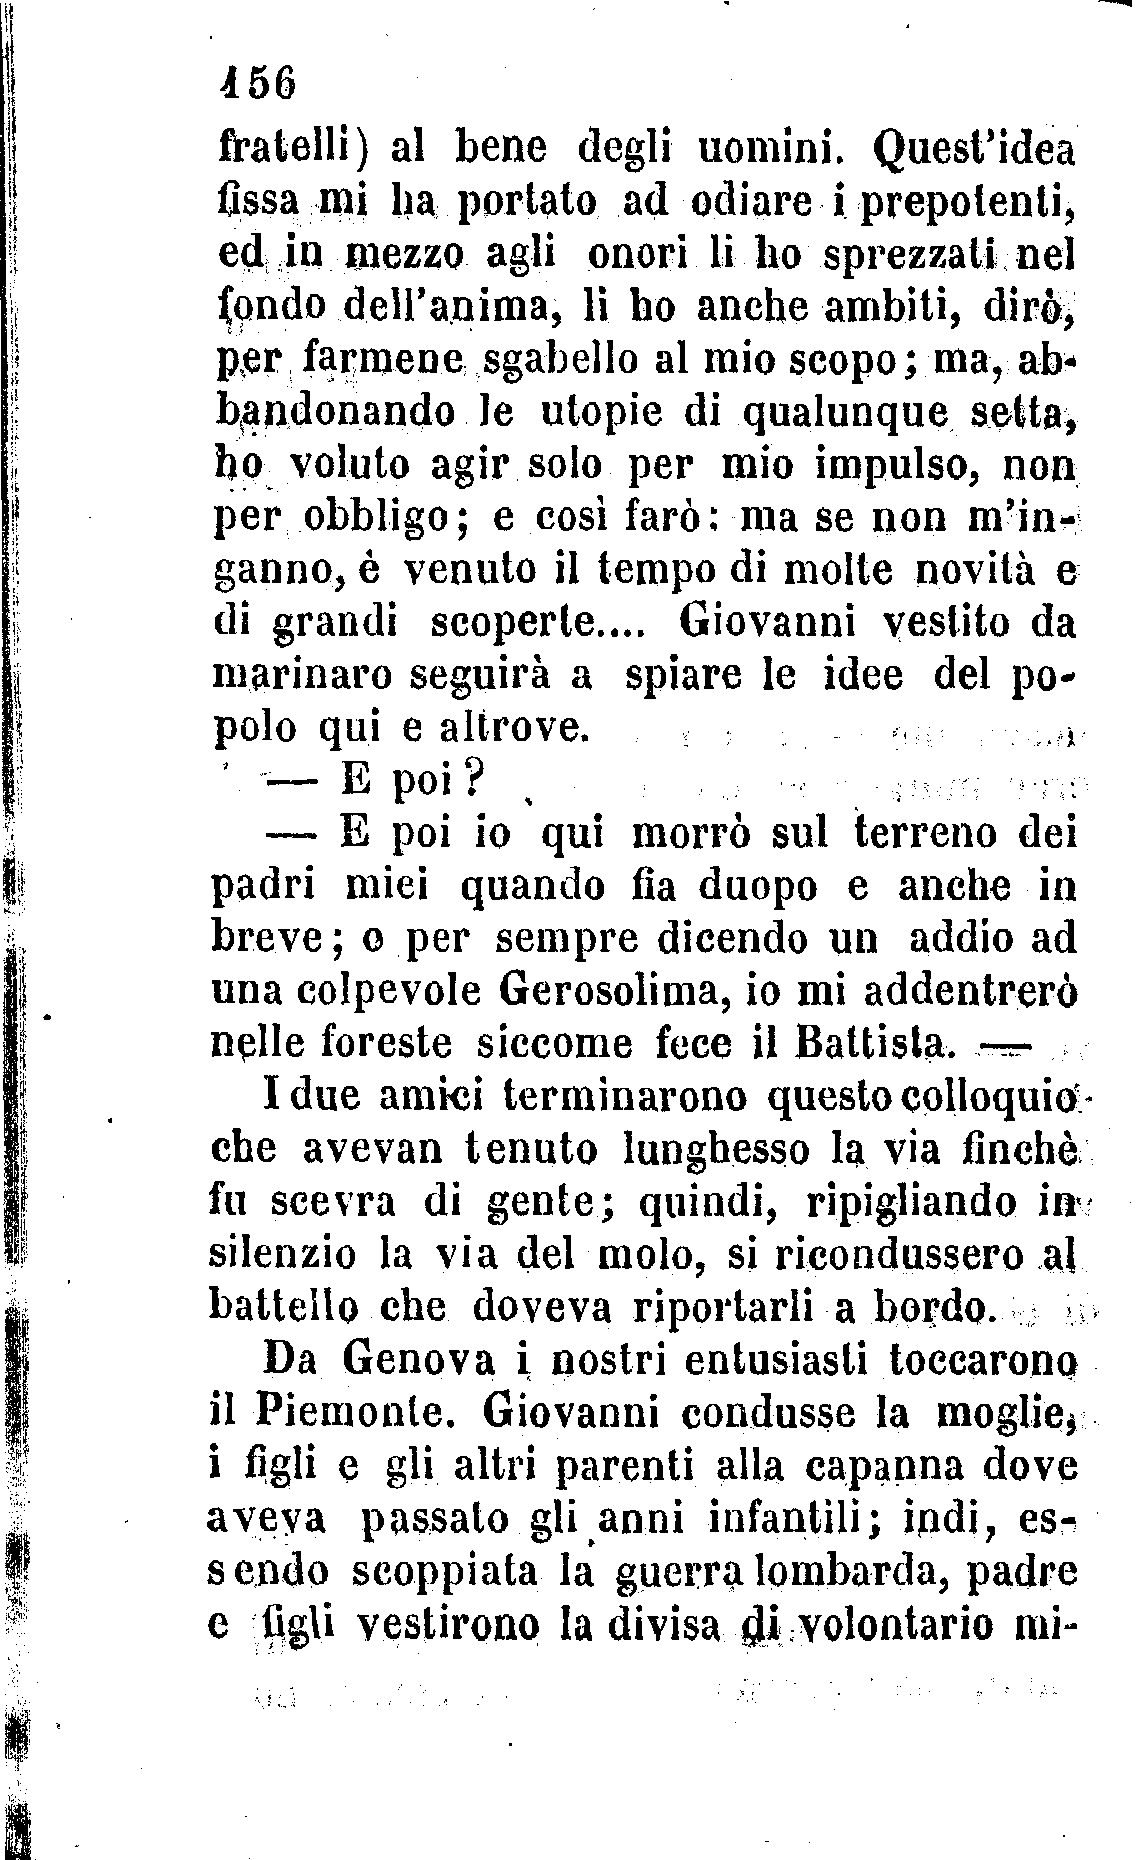 156
fratelli) al bene degli uomini. Quest'idea
fissa mi ha portato ad odiare i prepotenti,
ed in mezzo agli onori li ho sprezzati nel
fondo dell'anima, li ho anche ambiti, dirò,
per farmene sgabello al mio scopo; ma, ab-
bandonando le utopie di qualunque setta,
ho voluto agir solo per mio impulso, non
per obbligo; e così farò: ma se non m'in-
ganno, è venuto il tempo di molte novità e
di grandi scoperte.... Giovanni vestito da
marinaro seguirà a spiare le idee del po-
polo qui e altrove.
— E poi?
— E poi io qui morrò sul terreno dei
padri miei quando fia duopo e anche in
breve; o per sempre dicendo un addio ad
una colpevole Gerosolima, io mi addentrerò
nelle foreste siccome fece il Battista. —
I due amici terminarono questo colloquio
che avevan tenuto lunghesso la via finchè
fu scevra di gente; quindi, ripigliando in
silenzio la via del molo, si ricondussero al
battello che doveva riportarli a bordo.
Da Genova i nostri entusiasti toccarono
il Piemonte. Giovanni condusse la moglie,
i figli e gli altri parenti alla capanna dove
aveva passato gli anni infantili; indi, es-
sendo scoppiata la guerra lombarda, padre
e figli vestirono la divisa di volontario mi-